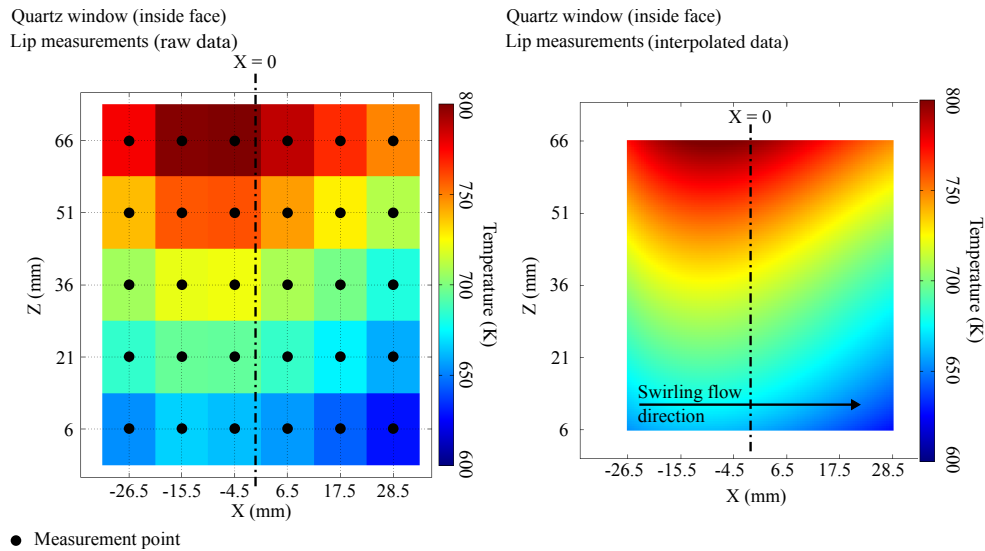 Quartz window (inside face)
Lip measurements (raw data)
X = 0
66
51
36
21
6
Z (mm)
-26.5 -15.5 -4.5 6.5 17.5 28.5
X (mm)
800
750
700
650
600
Temperature (K)
Measurement point
Quartz window (inside face)
Lip measurements (interpolated data)
X = 0
66
51
36
21
6
Z (mm)
Swirling flow
direction
-26.5 -15.5 -4.5 6.5 17.5 28.5
X (mm)
800
750
700
650
600
Temperature (K)